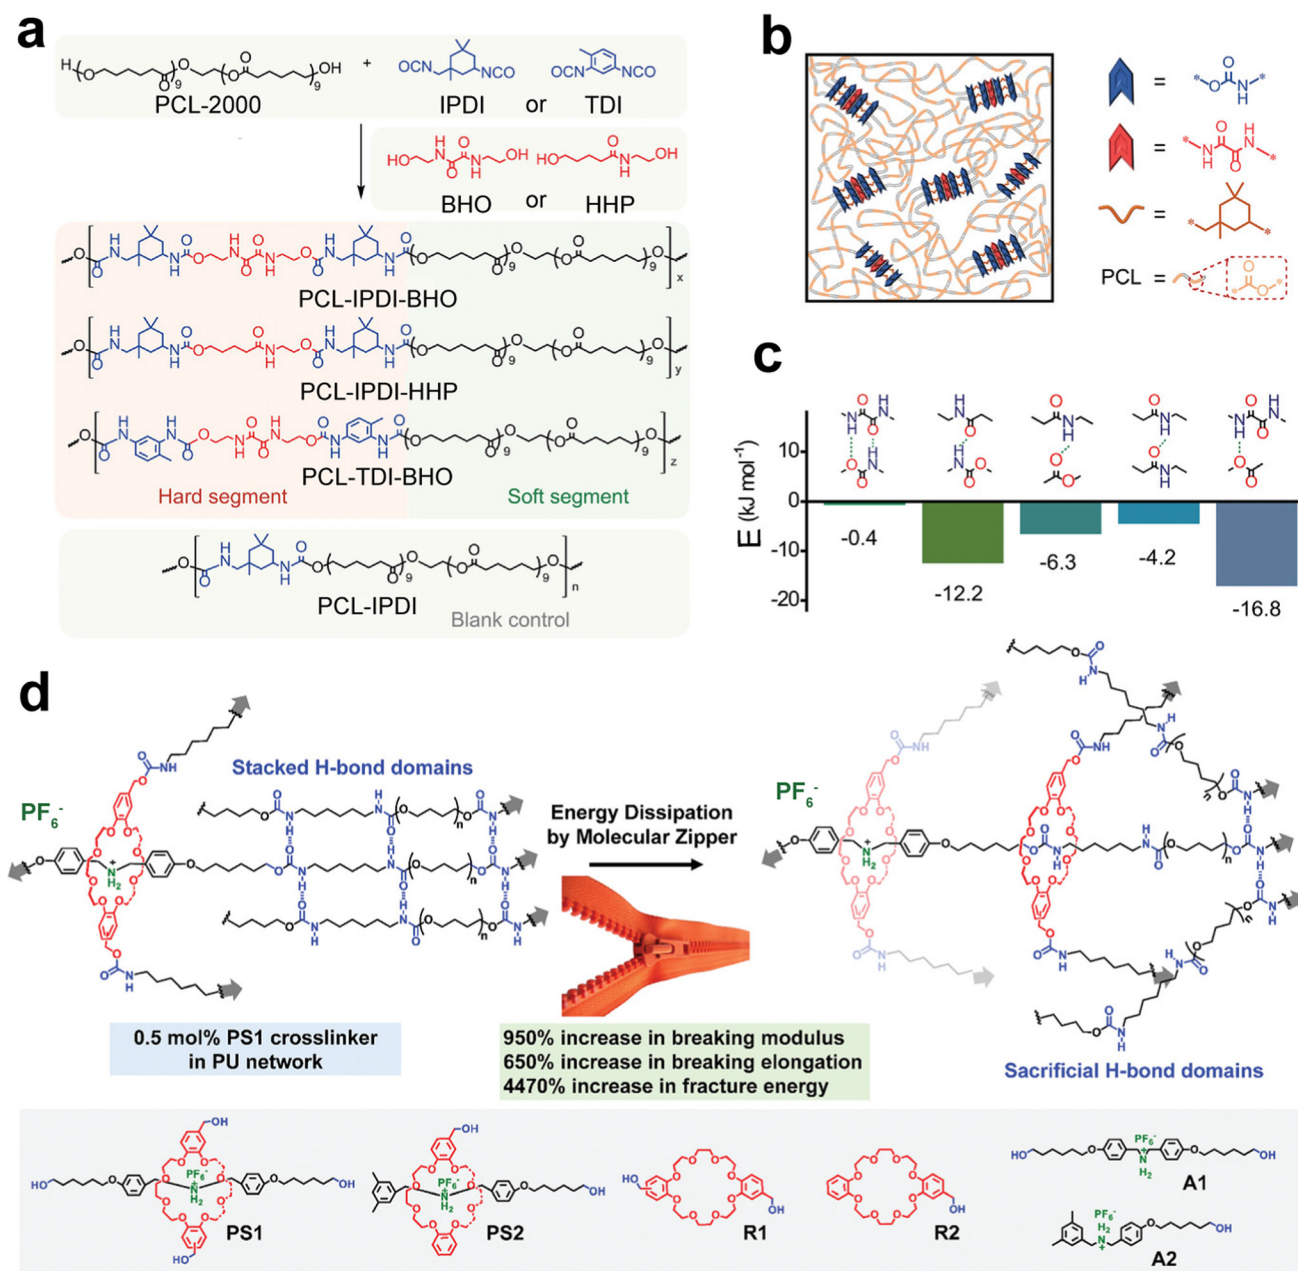 a
PCL-2000
+
IPDI or TDI
BHO or HHP
PCL-IPDI-BHO
PCL-IPDI-HHP
PCL-TDI-BHO
Hard segment
Soft segment
PCL-IPDI
Blank control
b
=
=
=
PCL =
c
E (kJ mol⁻¹)
10
0
-10
-20
-0.4
-12.2
-6.3
-4.2
-16.8
d
PF₆⁻
Stacked H-bond domains
Energy Dissipation
by Molecular Zipper
PF₆⁻
0.5 mol% PS1 crosslinker
in PU network
950% increase in breaking modulus
650% increase in breaking elongation
4470% increase in fracture energy
Sacrificial H-bond domains
PS1
PS2
R1
R2
A1
A2